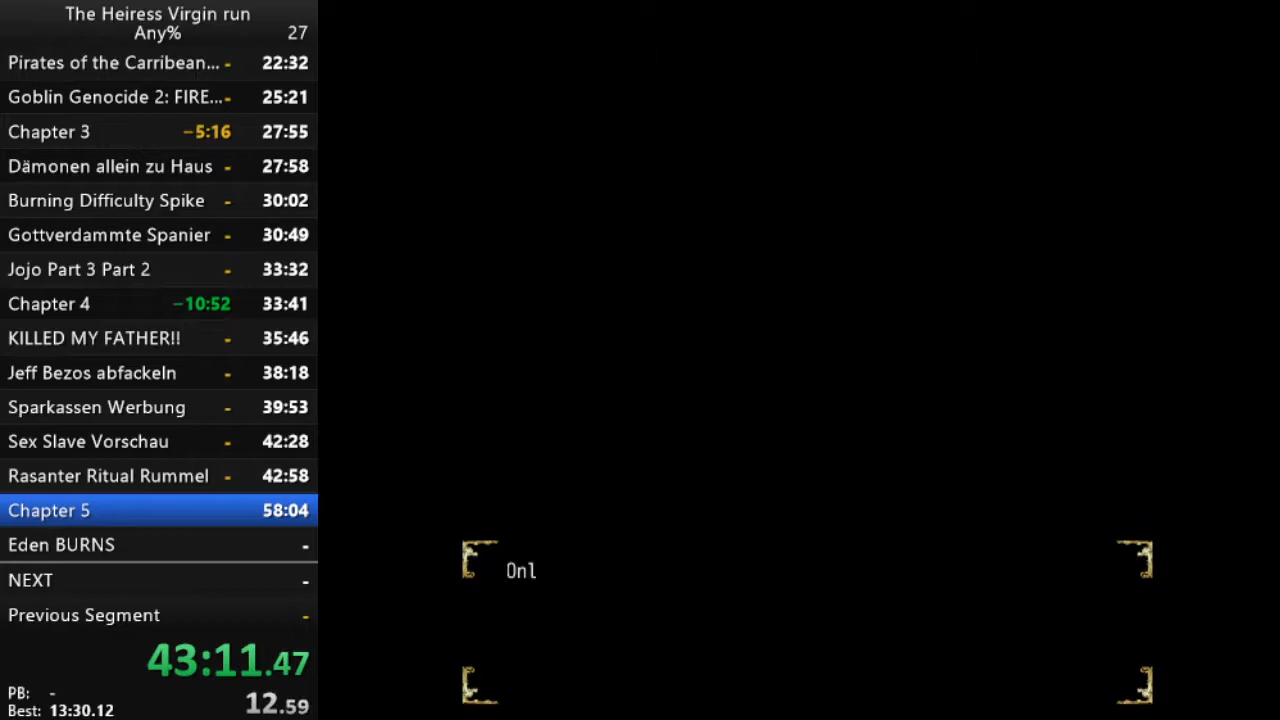 The Heiress Virgin run
Any% 27
Pirates of the Carribean... - 22:32
Goblin Genocide 2: FIRE... - 25:21
Chapter 3 −5:16 27:55
Dämonen allein zu Haus - 27:58
Burning Difficulty Spike - 30:02
Gottverdammte Spanier - 30:49
Jojo Part 3 Part 2 - 33:32
Chapter 4 −10:52 33:41
KILLED MY FATHER!! - 35:46
Jeff Bezos abfackeln - 38:18
Sparkassen Werbung - 39:53
Sex Slave Vorschau - 42:28
Rasanter Ritual Rummel - 42:58
Chapter 5 58:04
Eden BURNS -
NEXT -
Previous Segment -
43:11.47
PB: -
Best: 13:30.12
12.59
Onl